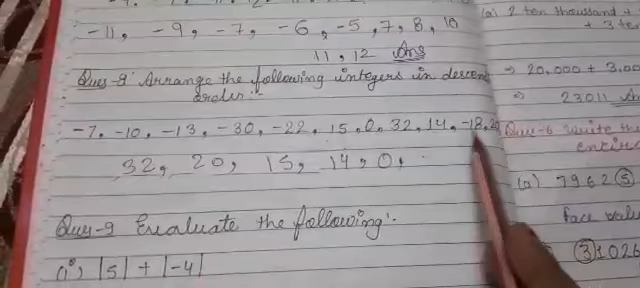 -11, -9, -7, -6, -5, 7, 8, 10
11, 12 Ans
Ques-8 Arrange the following integers in descend
order:-
-7, -10, -13, -30, -22, 15, 0, 32, 14, -18, 20
32, 20, 15, 14, 0,
Ques-9 Evaluate the following:-
(i) |5| + |-4|
(a) 2 ten thousand +
+ 3 te
⇒ 20,000 + 3,00
⇒ 23011 An
Ques-6 Write the
entire
(a) 7962⑤
face valu
③1026